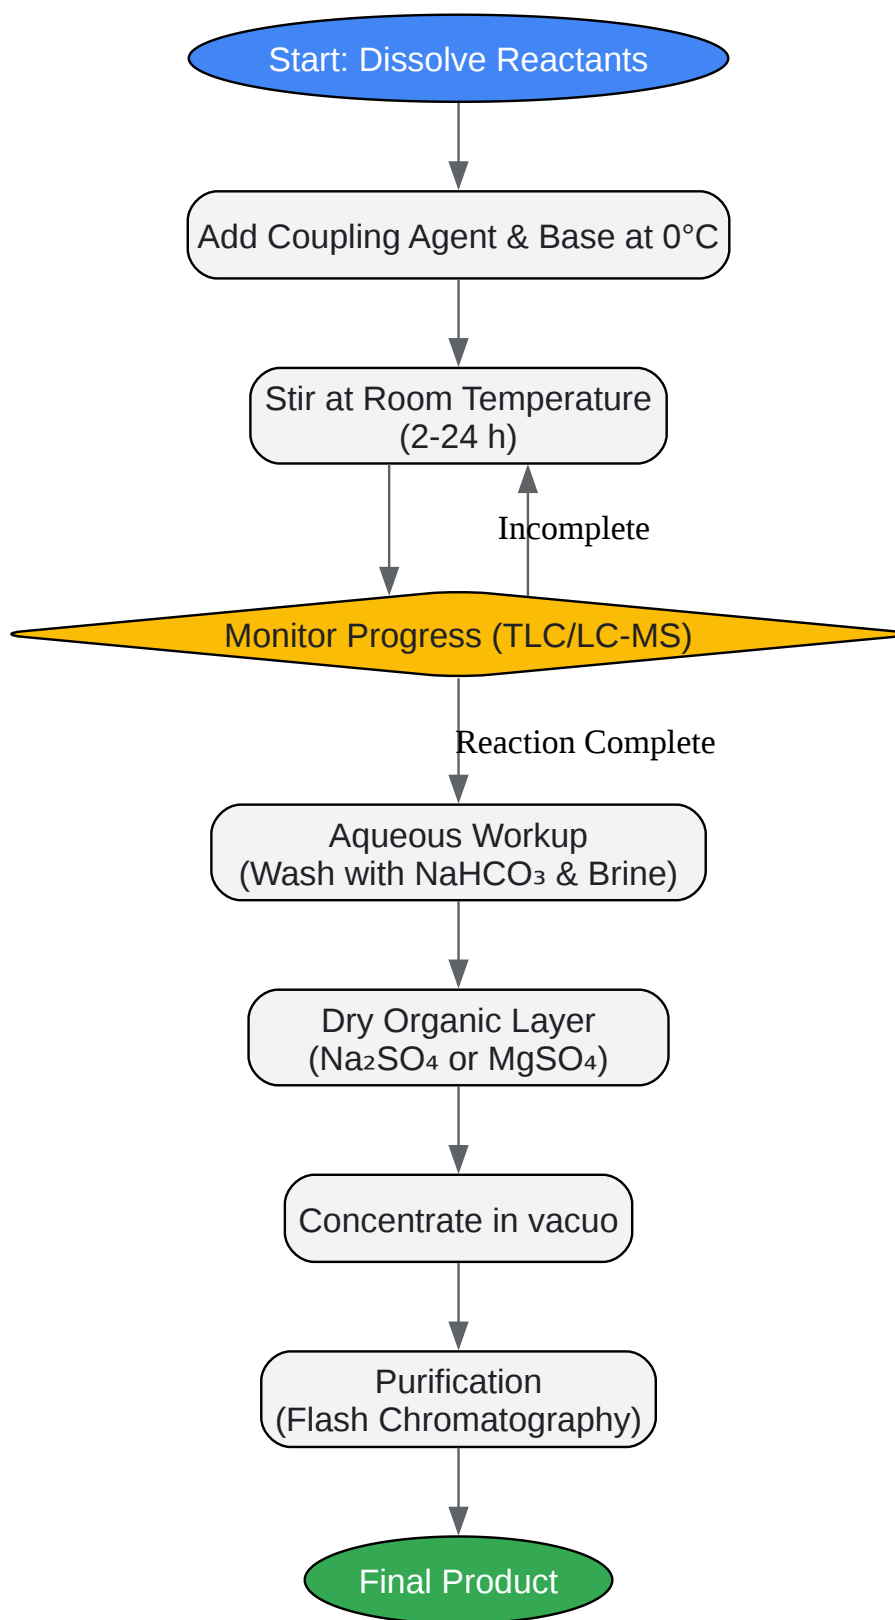 Start: Dissolve Reactants
Add Coupling Agent & Base at 0°C
Stir at Room Temperature
(2-24 h)
Incomplete
Monitor Progress (TLC/LC-MS)
Reaction Complete
Aqueous Workup
(Wash with NaHCO₃ & Brine)
Dry Organic Layer
(Na₂SO₄ or MgSO₄)
Concentrate in vacuo
Purification
(Flash Chromatography)
Final Product